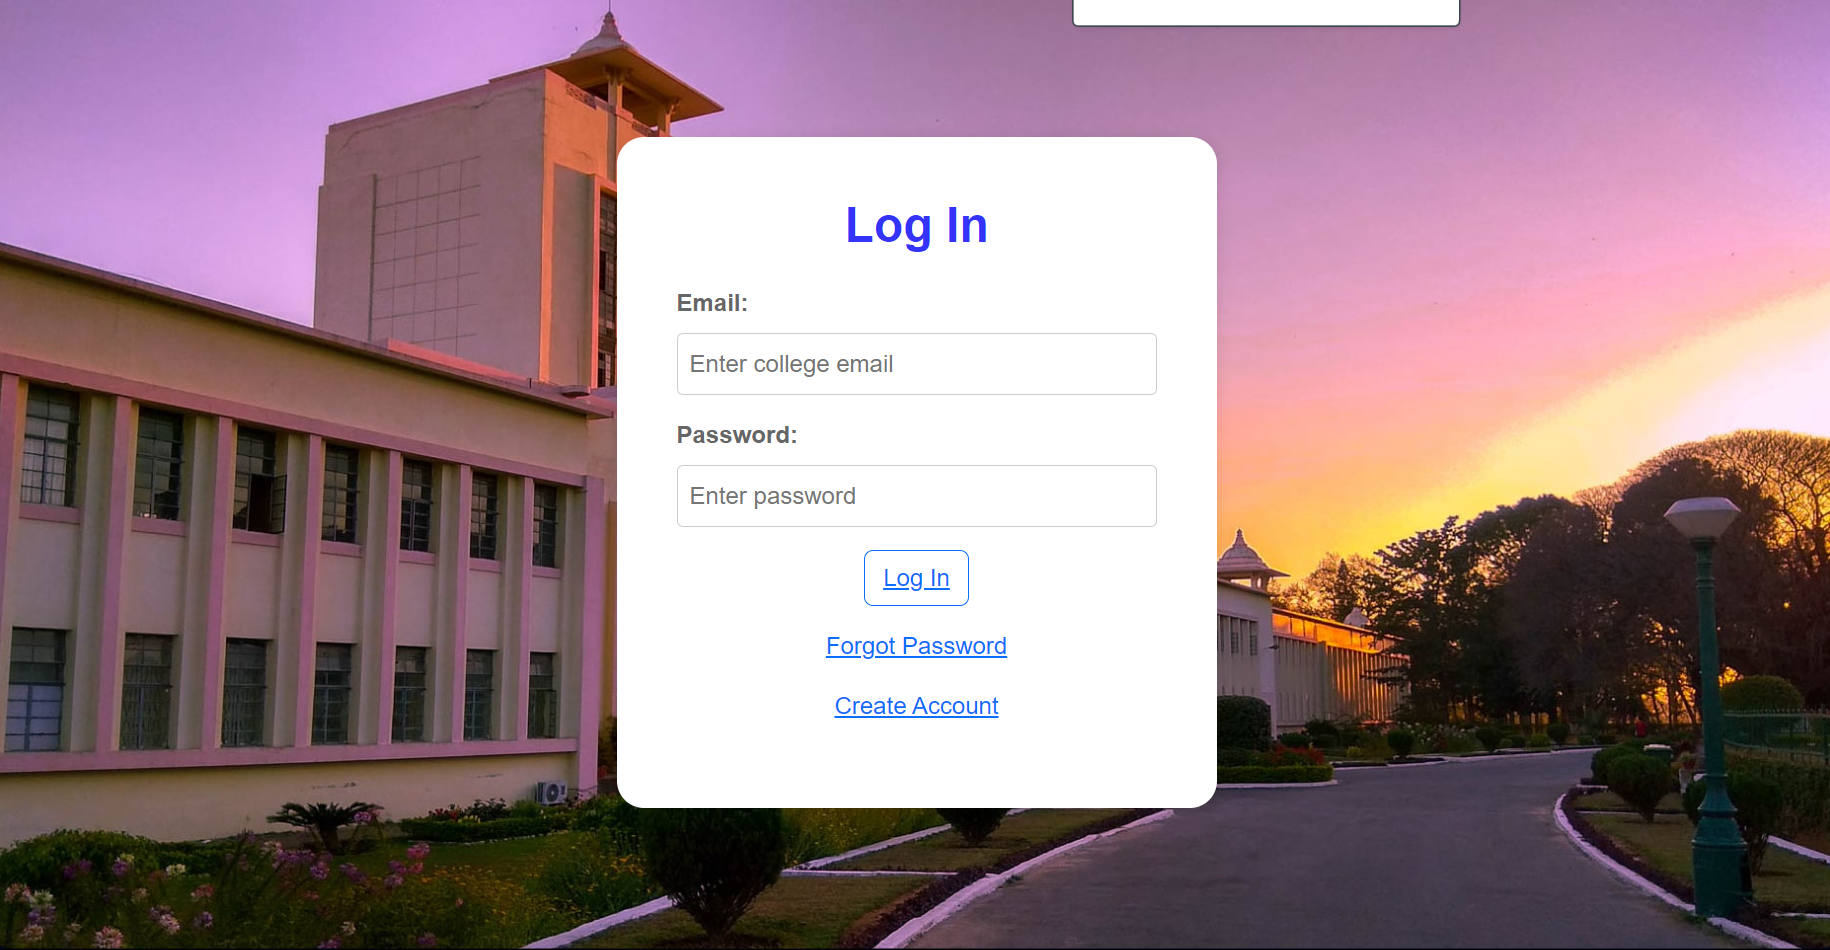 Log In
Email:
Enter college email
Password:
Enter password
Log In
Forgot Password
Create Account